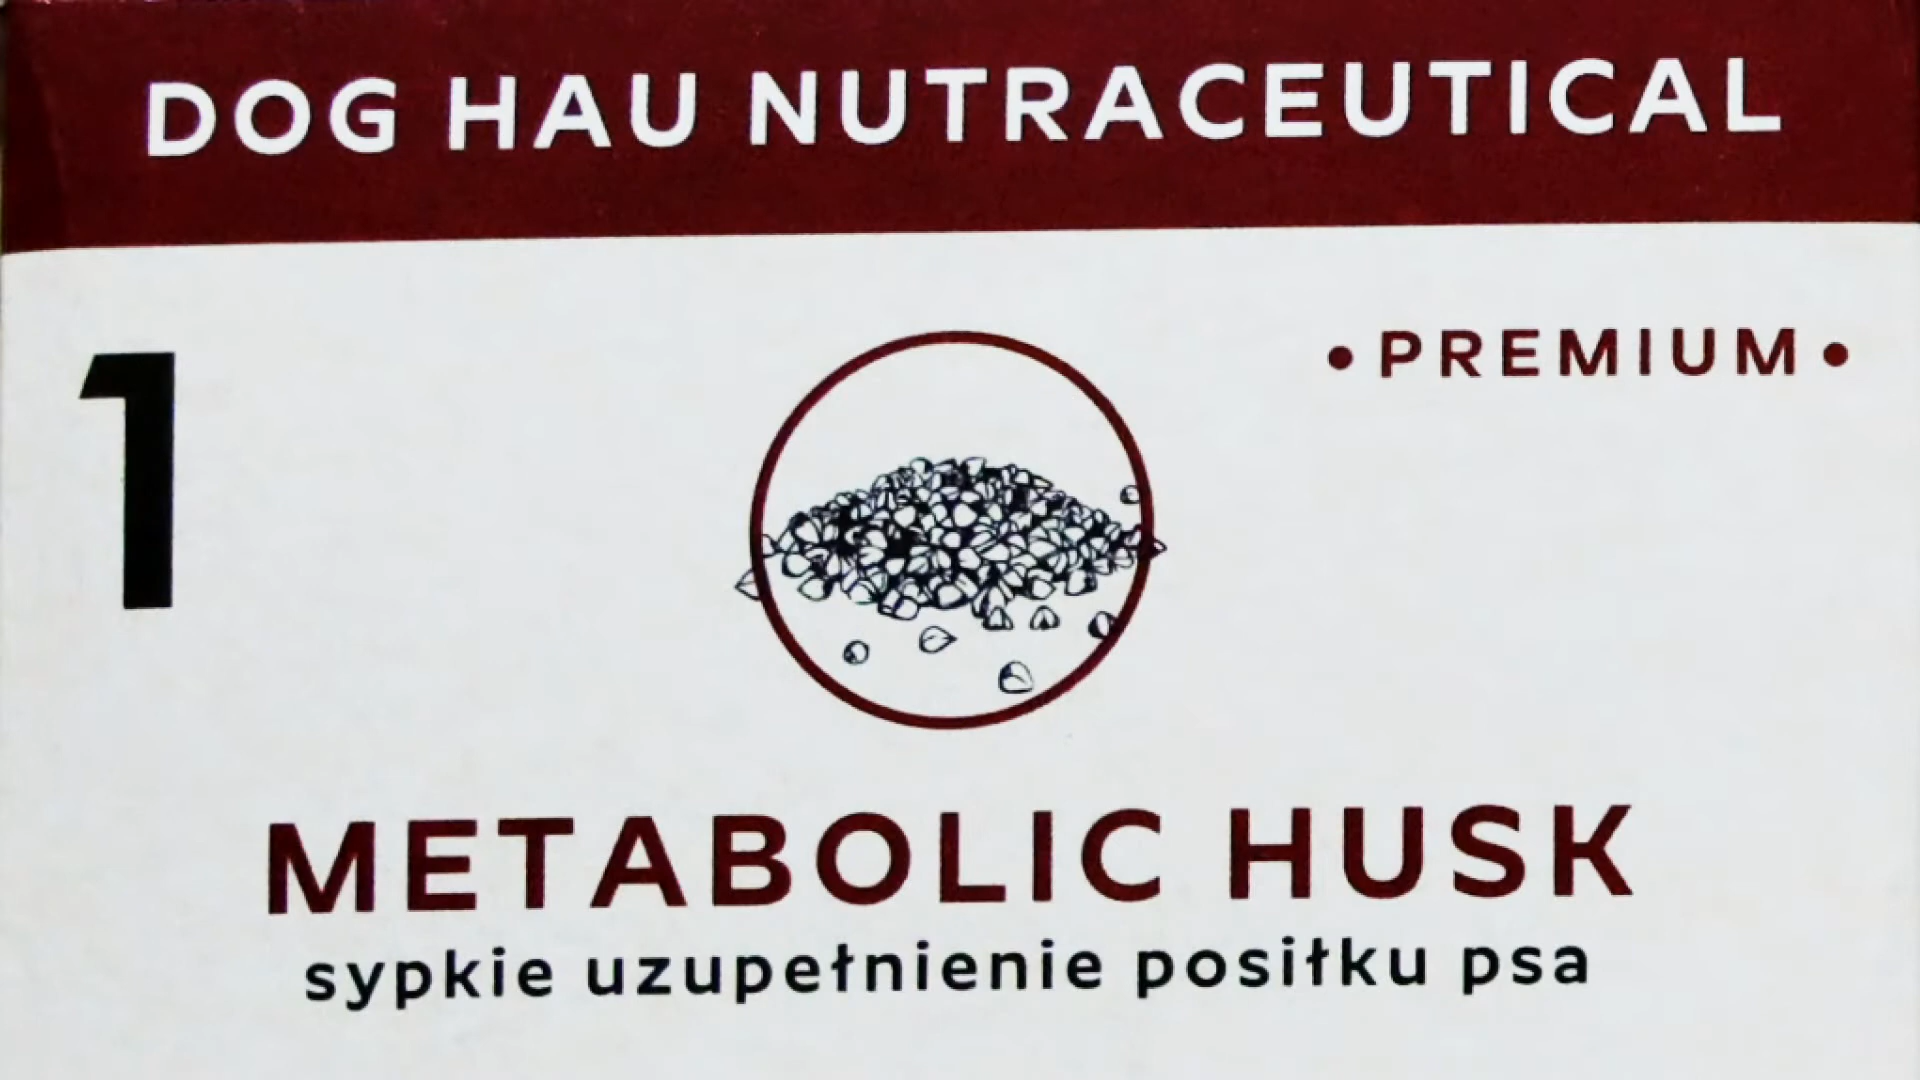 DOG HAU NUTRACEUTICAL
1
• PREMIUM •
METABOLIC HUSK
sypkie uzupełnienie posiłku psa